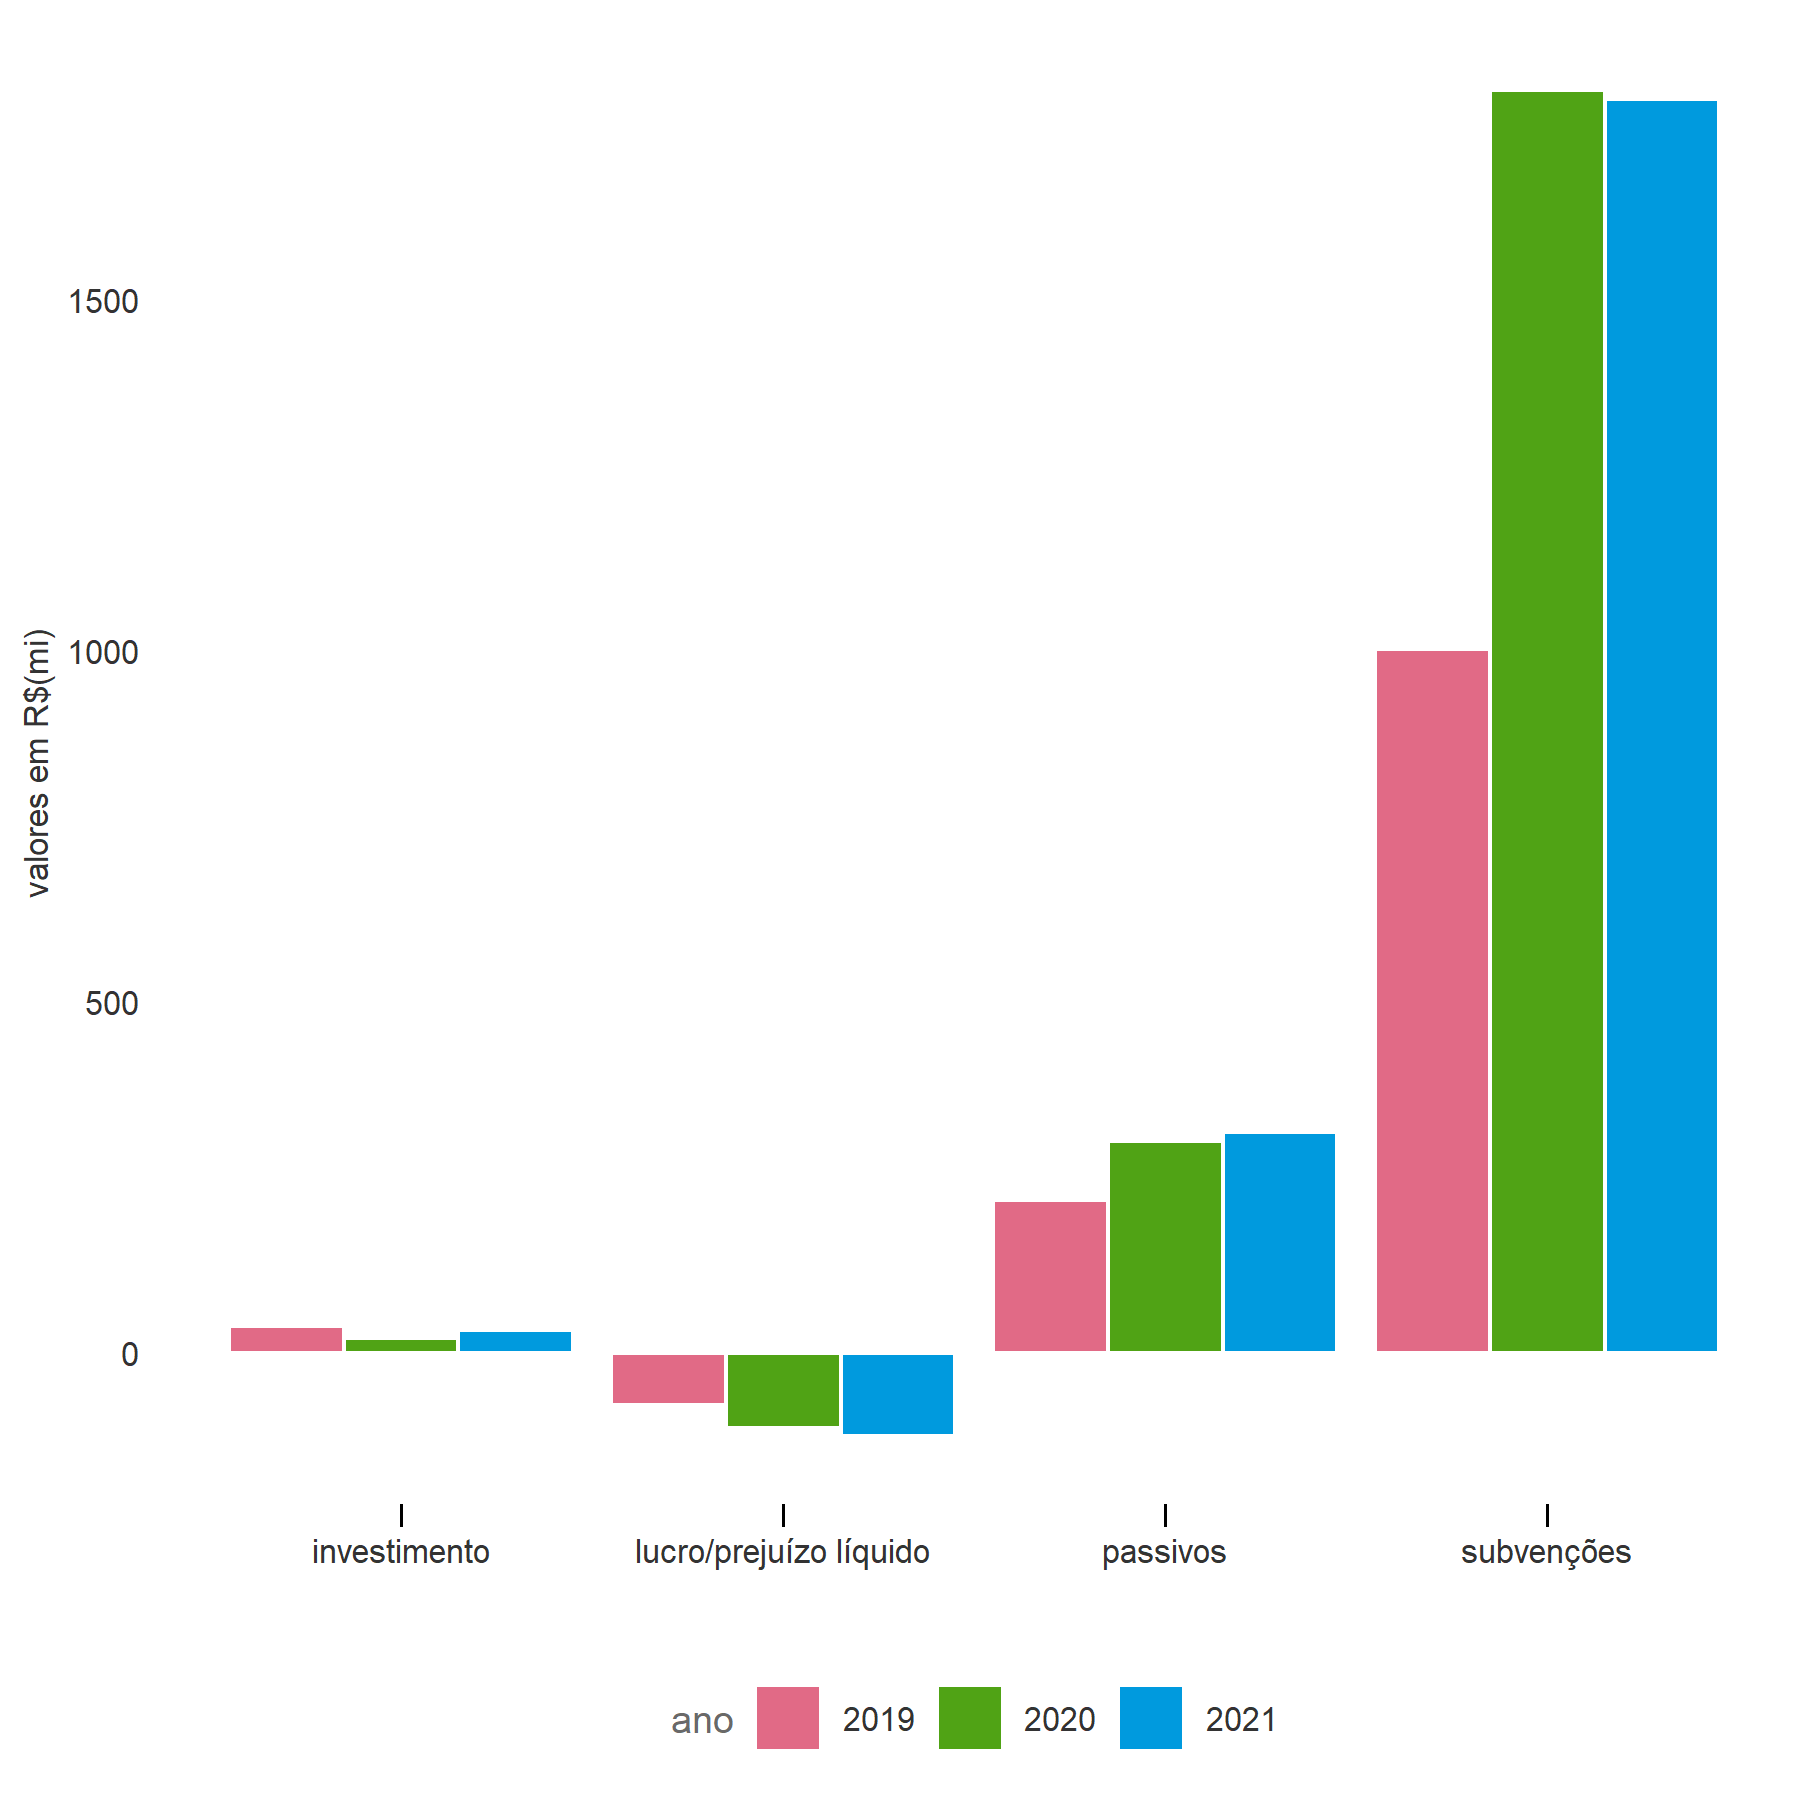 1500
1000
500
0
valores em R$(mi)
investimento
lucro/prejuízo líquido
passivos
subvenções
ano 2019 2020 2021